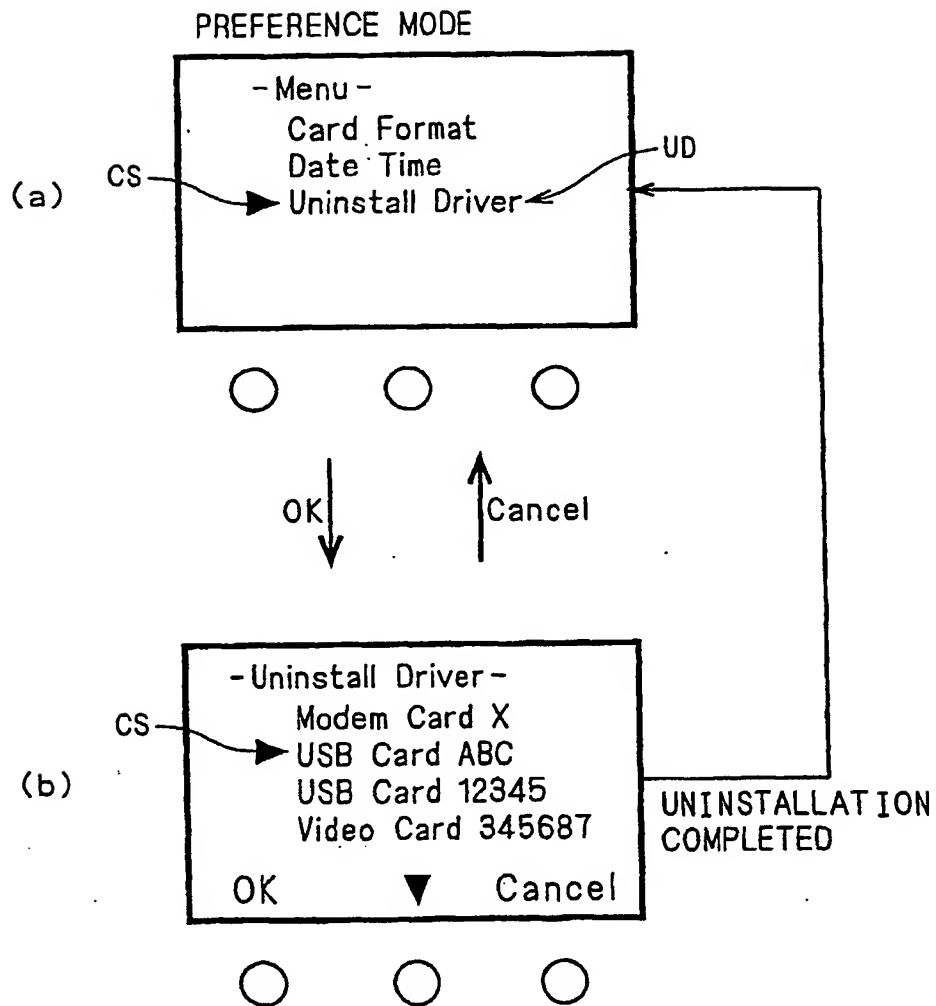 PREFERENCE MODE
-Menu-
Card Format
Date Time
UD
CS
(a)
Uninstall Driver
OK
Cancel
-Uninstall Driver-
Modem Card X
CS
USB Card ABC
(b)
USB Card 12345
Video Card 345687
UNINSTALLATION
COMPLETED
OK ▼ Cancel